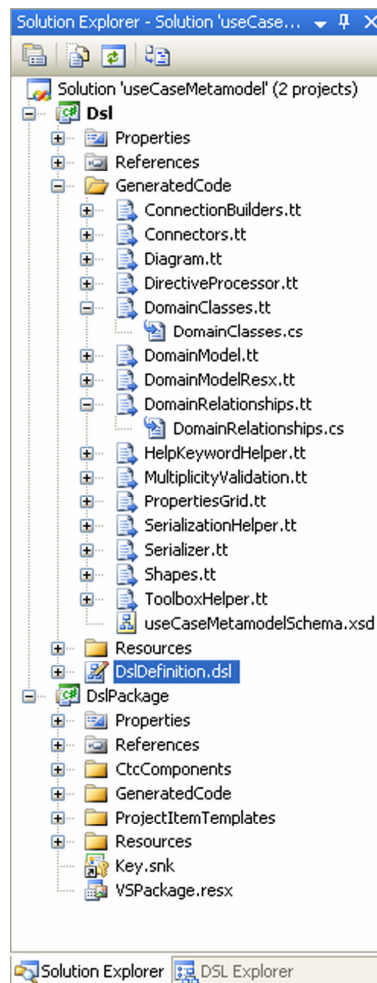 Solution Explorer - Solution 'useCase...
Solution 'useCaseMetamodel' (2 projects)
Dsl
Properties
References
GeneratedCode
ConnectionBuilders.tt
Connectors.tt
Diagram.tt
DirectiveProcessor.tt
DomainClasses.tt
DomainClasses.cs
DomainModel.tt
DomainModelResx.tt
DomainRelationships.tt
DomainRelationships.cs
HelpKeywordHelper.tt
MultiplicityValidation.tt
PropertiesGrid.tt
SerializationHelper.tt
Serializer.tt
Shapes.tt
ToolboxHelper.tt
useCaseMetamodelSchema.xsd
Resources
DslDefinition.dsl
DslPackage
Properties
References
CtcComponents
GeneratedCode
ProjectItemTemplates
Resources
Key.snk
VSPackage.resx
Solution Explorer DSL Explorer